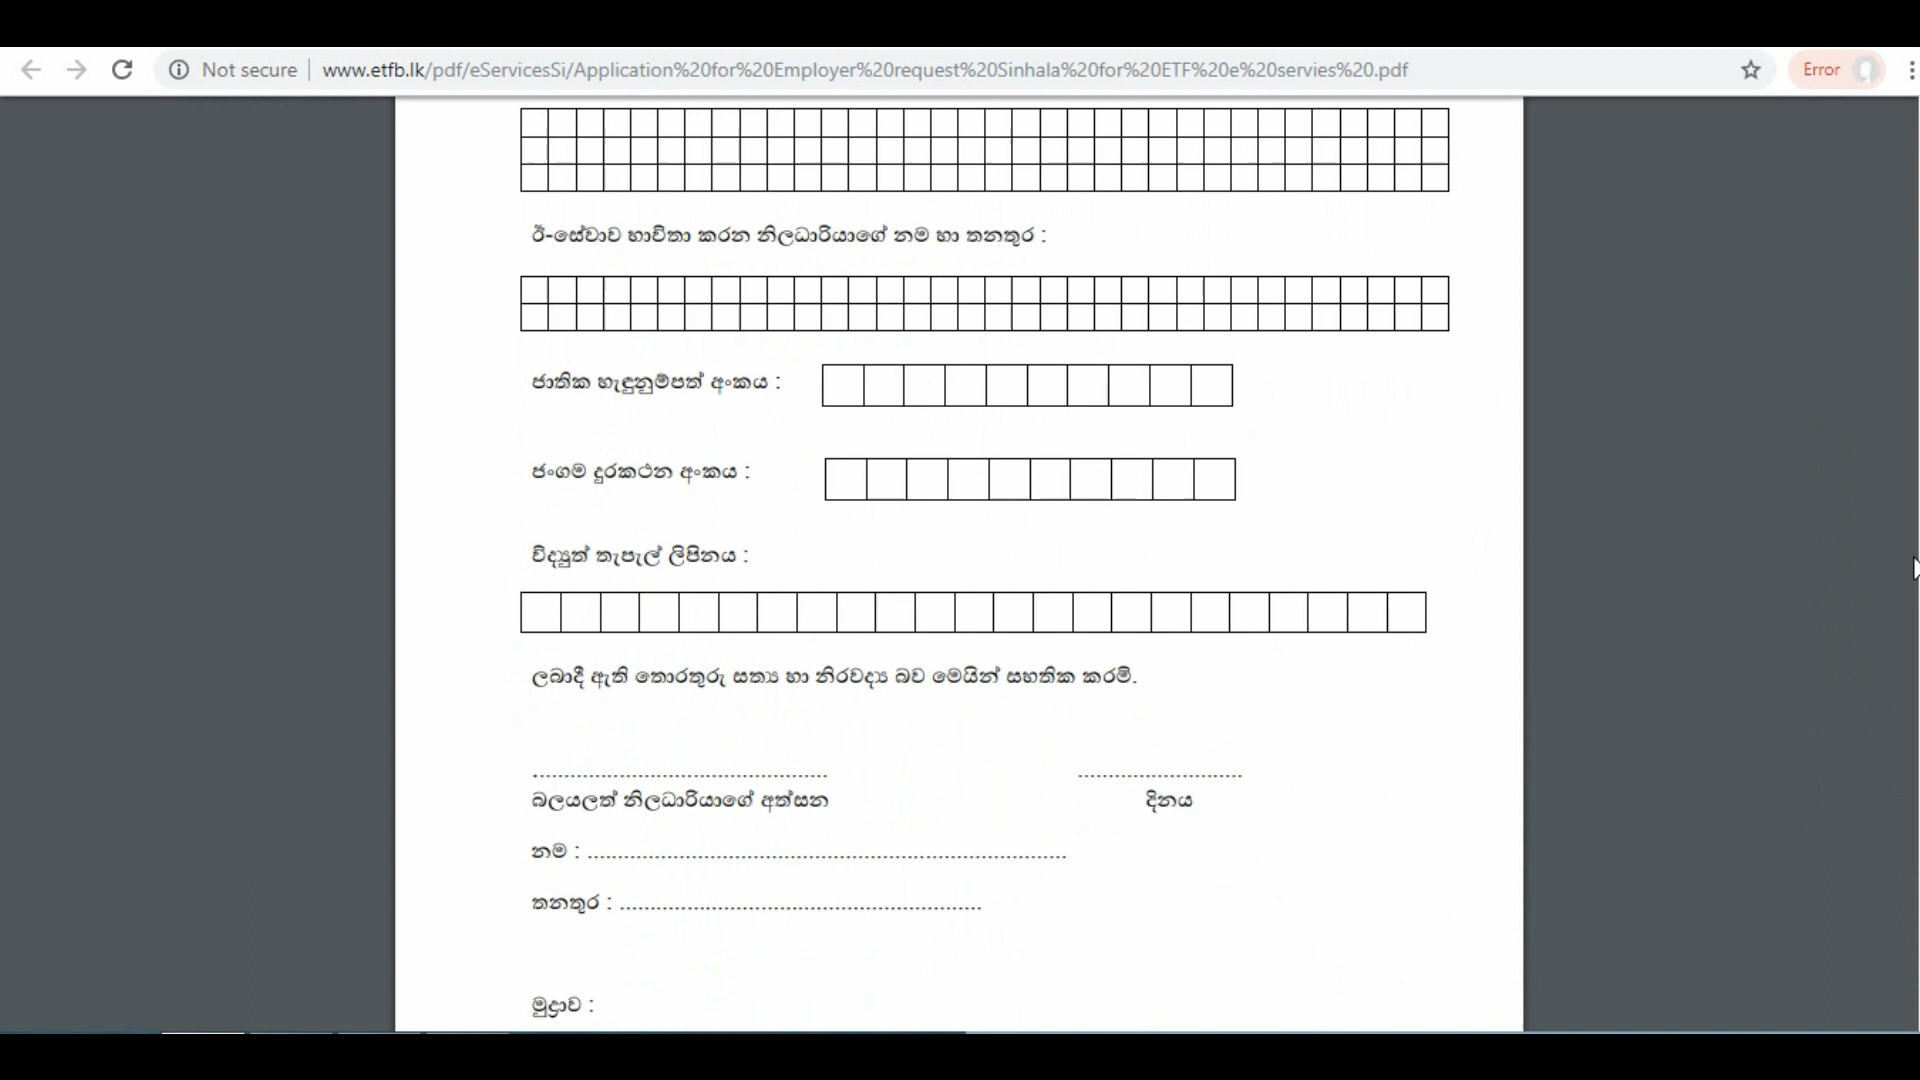 Not secure | www.etfb.lk/pdf/eServicesSi/Application%20for%20Employer%20request%20Sinhala%20for%20ETF%20e%20servies%20.pdf Error
ඊ-සේවාව භාවිතා කරන නිලධාරියාගේ නම හා තනතුර :
ජාතික හැඳුනුම්පත් අංකය :
ජංගම දුරකථන අංකය :
විද්‍යුත් තැපැල් ලිපිනය :
ලබාදී ඇති තොරතුරු සත්‍ය හා නිරවද්‍ය බව මෙයින් සහතික කරමි.
බලයලත් නිලධාරියාගේ අත්සන දිනය
නම : ................................................................................
තනතුර : ............................................................
මුද්‍රාව :